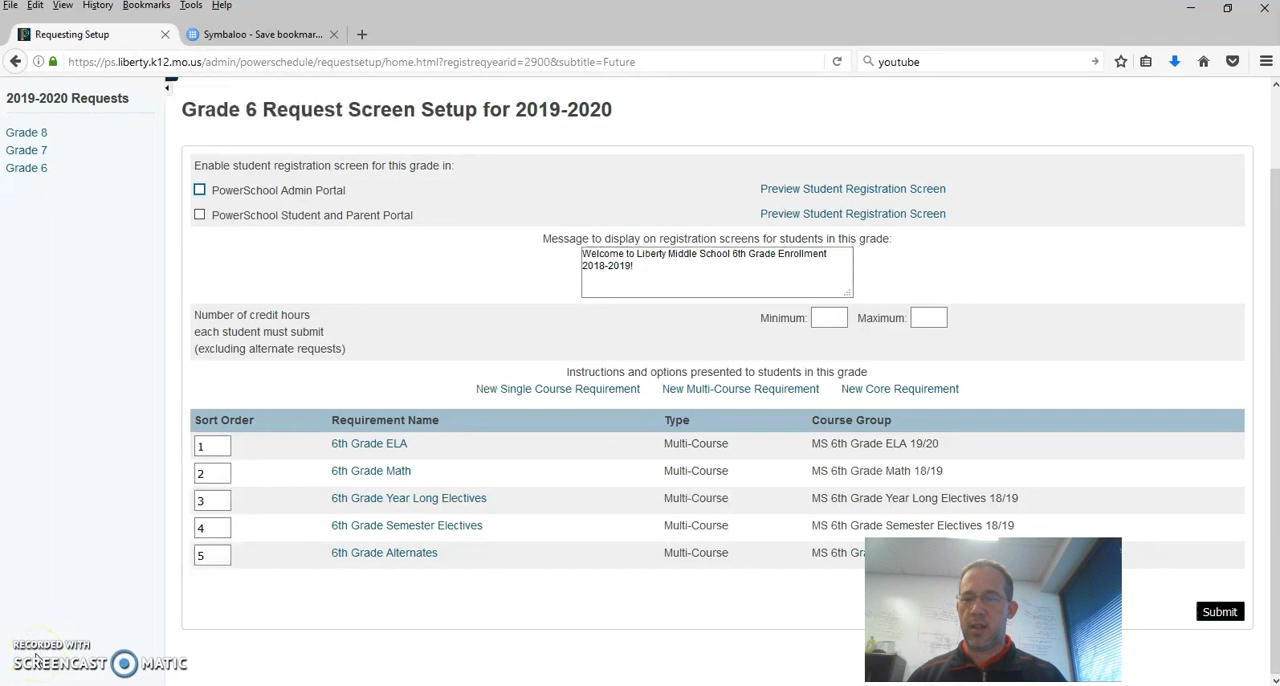 File Edit View History Bookmarks Tools Help
Requesting Setup
Symbaloo - Save bookmar...
https://ps.liberty.k12.mo.us/admin/powerschedule/requestsetup/home.html?registreqyearid=2900&subtitle=Future
youtube
2019-2020 Requests
Grade 8
Grade 7
Grade 6
Grade 6 Request Screen Setup for 2019-2020
Enable student registration screen for this grade in:
PowerSchool Admin Portal Preview Student Registration Screen
PowerSchool Student and Parent Portal Preview Student Registration Screen
Message to display on registration screens for students in this grade:
Welcome to Liberty Middle School 6th Grade Enrollment
2018-2019!
Number of credit hours
each student must submit
(excluding alternate requests)
Minimum: Maximum:
Instructions and options presented to students in this grade
New Single Course Requirement New Multi-Course Requirement New Core Requirement
Sort Order Requirement Name Type Course Group
1 6th Grade ELA Multi-Course MS 6th Grade ELA 19/20
2 6th Grade Math Multi-Course MS 6th Grade Math 18/19
3 6th Grade Year Long Electives Multi-Course MS 6th Grade Year Long Electives 18/19
4 6th Grade Semester Electives Multi-Course MS 6th Grade Semester Electives 18/19
5 6th Grade Alternates Multi-Course MS 6th
Submit
RECORDED WITH
SCREENCAST MATIC